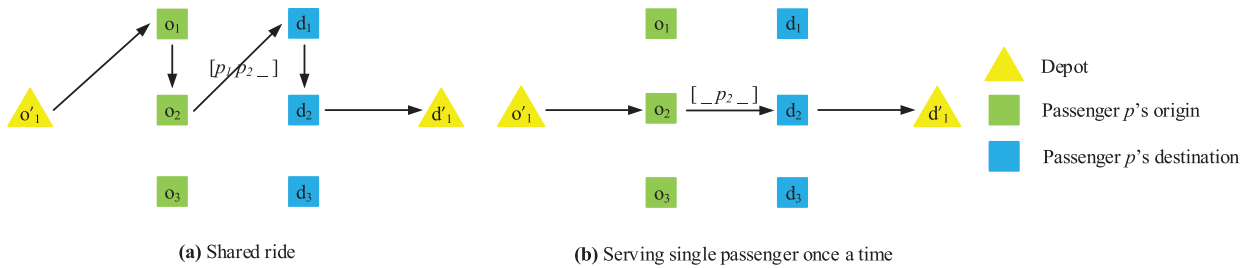 o₁ d₁ o₁ d₁
[p₁ p₂ _ ]
Depot
o'₁ o₂ d₂ d'₁ o'₁ o₂ [ _ p₂ _ ] d₂ d'₁
Passenger p's origin
Passenger p's destination
o₃ d₃ o₃ d₃
(a) Shared ride
(b) Serving single passenger once a time